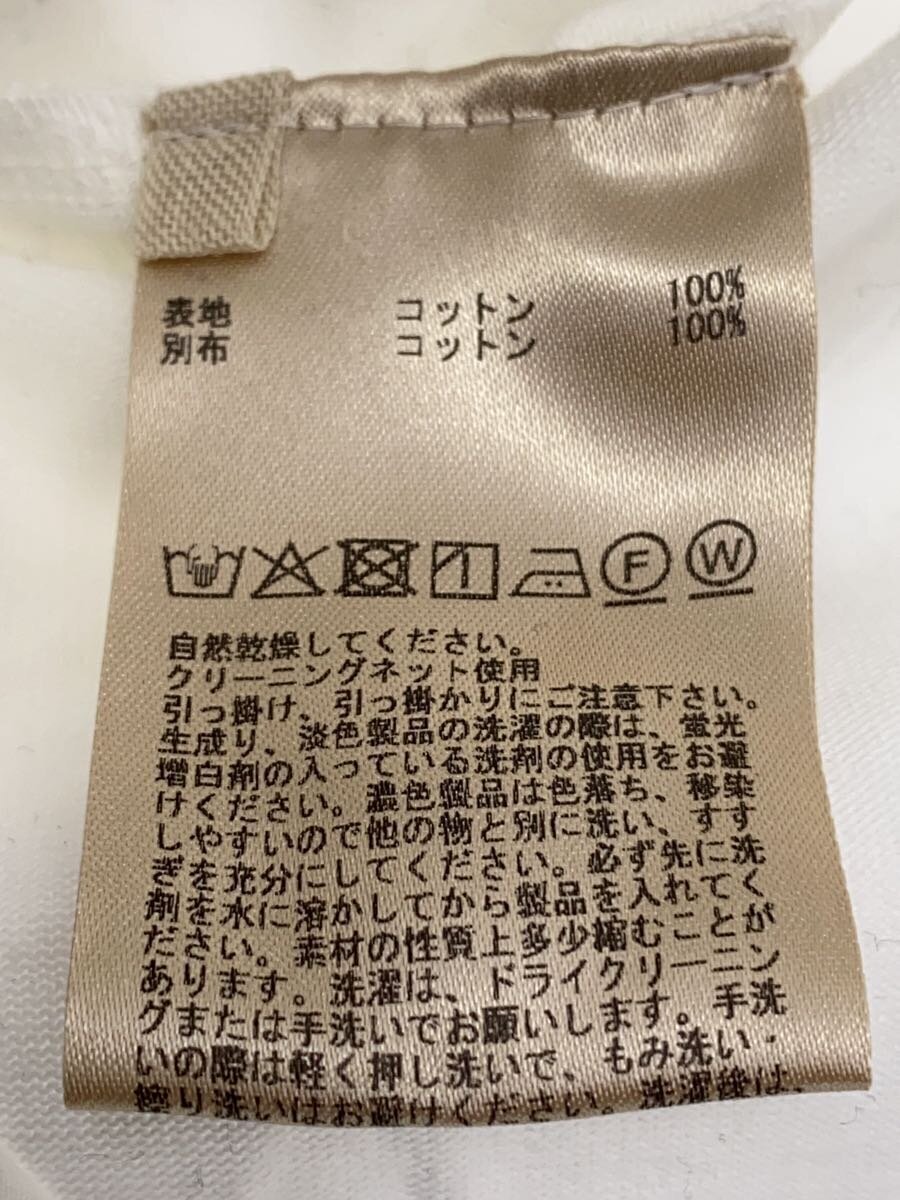 表地 コットン 100%
別布 コットン 100%
F W
自然乾燥してください。
クリーニングネット使用
引っ掛け、引っ掛かりにご注意下さい。
生成り、淡色製品の洗濯の際は、蛍光
増白剤の入っている洗剤の使用をお避
けください。濃色製品は色落ち、移染
しやすいので他の物と別に洗い、すす
ぎを充分にしてください。必ず先に洗
剤を水に溶かしてから製品を入れてく
ださい。素材の性質上多少縮むことが
あります。洗濯は、ドライクリーニン
グまたは手洗いでお願いします。手洗
いの際は軽く押し洗いで、もみ洗い・
擦り洗いはお避けください。洗濯後は、